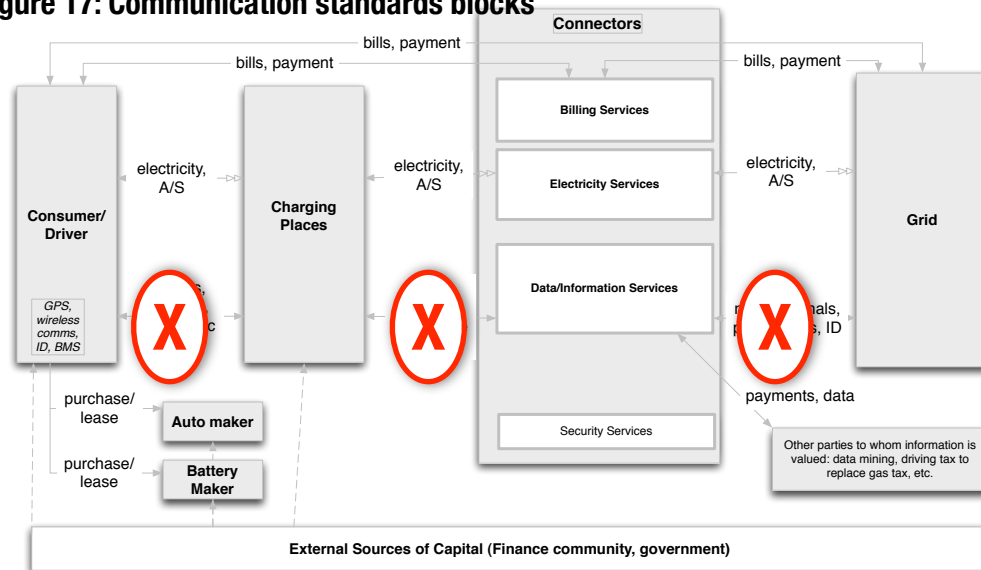 gure 17: Communication standards blocks
Connectors
bills, payment
bills, payment
bills, payment
Billing Services
electricity,
A/S
electricity,
A/S
Electricity Services
electricity,
A/S
Consumer/
Driver
Charging
Places
Grid
GPS,
wireless
comms,
ID, BMS
X
X
Data/Information Services
X
ID
purchase/
lease
Auto maker
payments, data
Security Services
purchase/
lease
Battery
Maker
Other parties to whom information is
valued: data mining, driving tax to
replace gas tax, etc.
External Sources of Capital (Finance community, government)